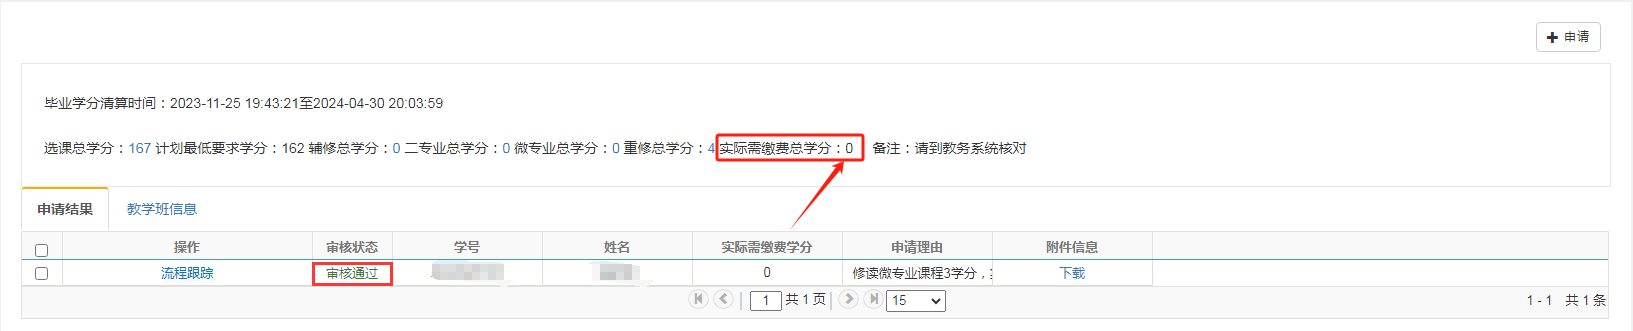 申请
毕业学分清算时间：2023-11-25 19:43:21至2024-04-30 20:03:59
选课总学分：167 计划最低要求学分：162 辅修总学分：0 二专业总学分：0 微专业总学分：0 重修总学分：4 实际需缴费总学分：0 备注：请到教务系统核对
申请结果 教学班信息
操作 审核状态 学号 姓名 实际需缴费学分 申请理由 附件信息
流程跟踪 审核通过 0 修读微专业课程3学分， 下载
1 共 1 页 15 1 - 1 共 1 条